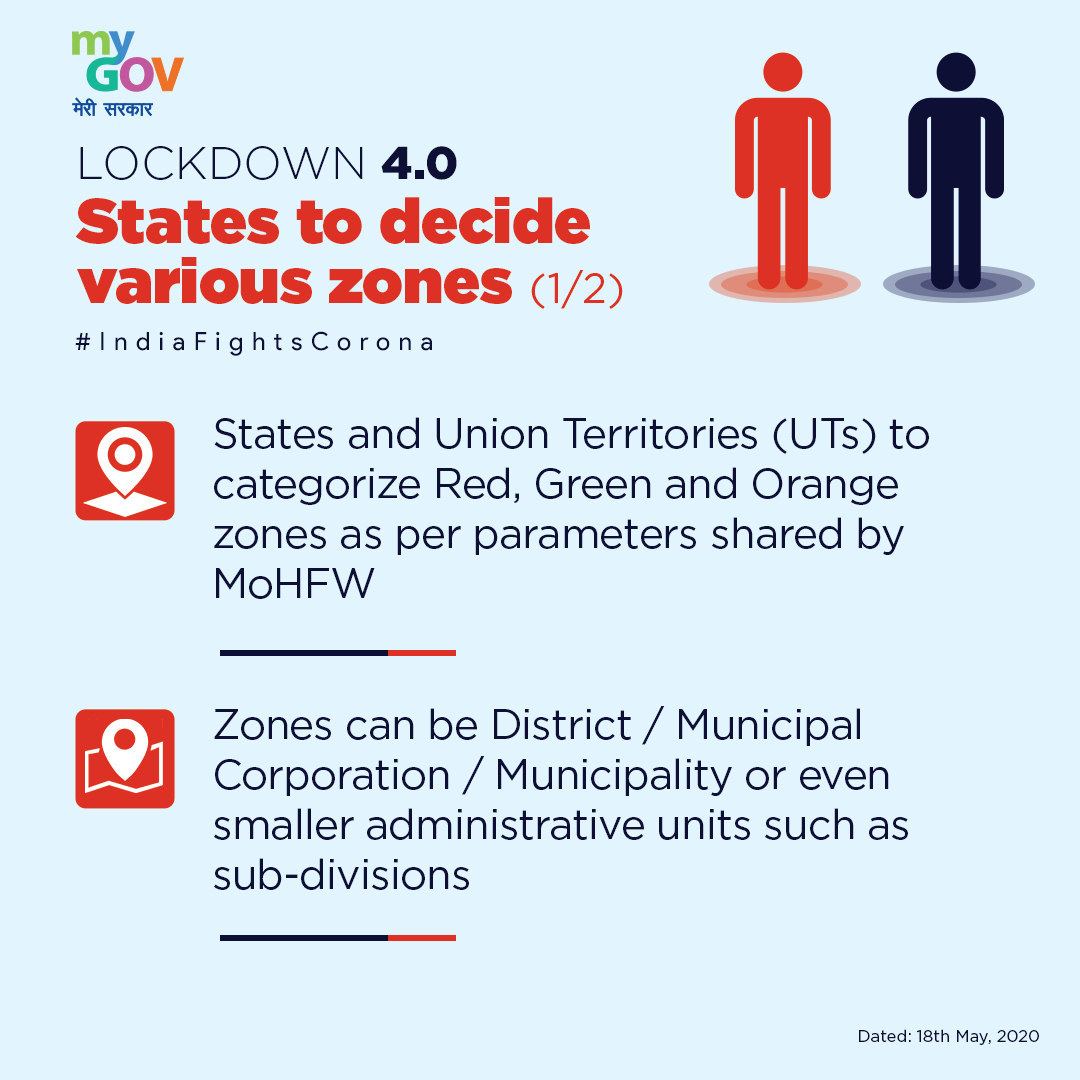 my
GOV
मेरी सरकार
LOCKDOWN 4.0
States to decide
various zones (1/2)
#IndiaFightsCorona
States and Union Territories (UTs) to
categorize Red, Green and Orange
zones as per parameters shared by
MoHFW
Zones can be District / Municipal
Corporation / Municipality or even
smaller administrative units such as
sub-divisions
Dated: 18th May, 2020